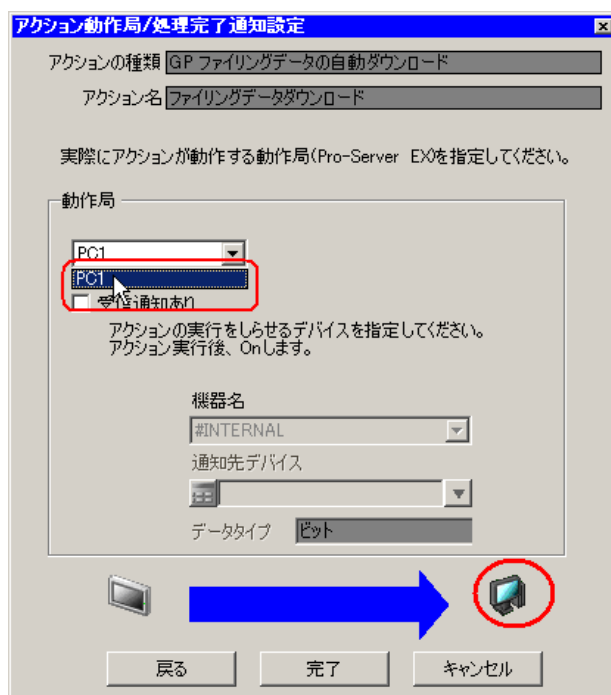 アクション動作局/処理完了通知設定
アクションの種類 GP ファイリングデータの自動ダウンロード
アクション名 ファイリングデータダウンロード
実際にアクションが動作する動作局(Pro-Server EX)を指定してください。
動作局
PC1
PC1
受信通知あり
アクションの実行をしらせるデバイスを指定してください。
アクション実行後、Onします。
機器名
#INTERNAL
通知先デバイス
データタイプ ビット
戻る 完了 キャンセル